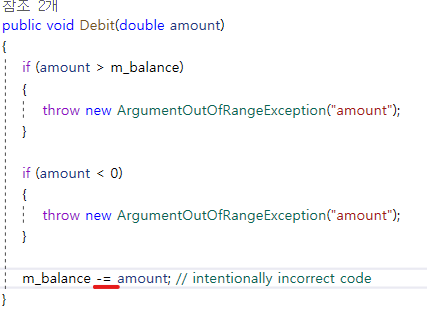 참조 2개
public void Debit(double amount)
{
if (amount > m_balance)
{
throw new ArgumentOutOfRangeException("amount");
}
if (amount < 0)
{
throw new ArgumentOutOfRangeException("amount");
}
m_balance -= amount; // intentionally incorrect code
}